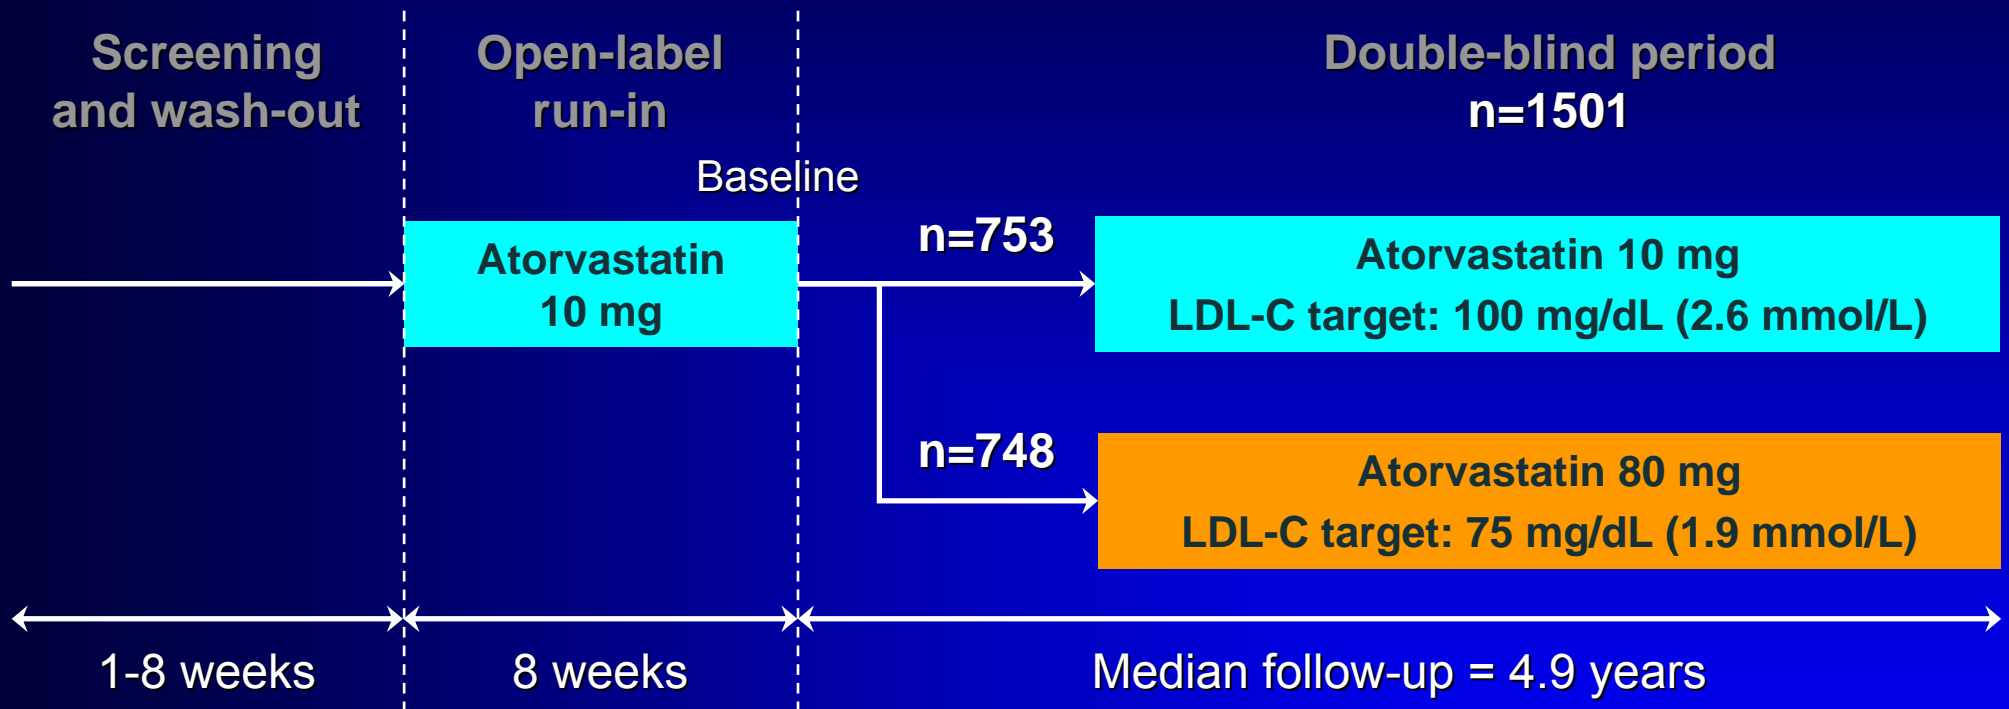 Screening
and wash-out
Open-label
run-in
Double-blind period
n=1501
Baseline
Atorvastatin
10 mg
n=753
Atorvastatin 10 mg
LDL-C target: 100 mg/dL (2.6 mmol/L)
n=748
Atorvastatin 80 mg
LDL-C target: 75 mg/dL (1.9 mmol/L)
1-8 weeks
8 weeks
Median follow-up = 4.9 years